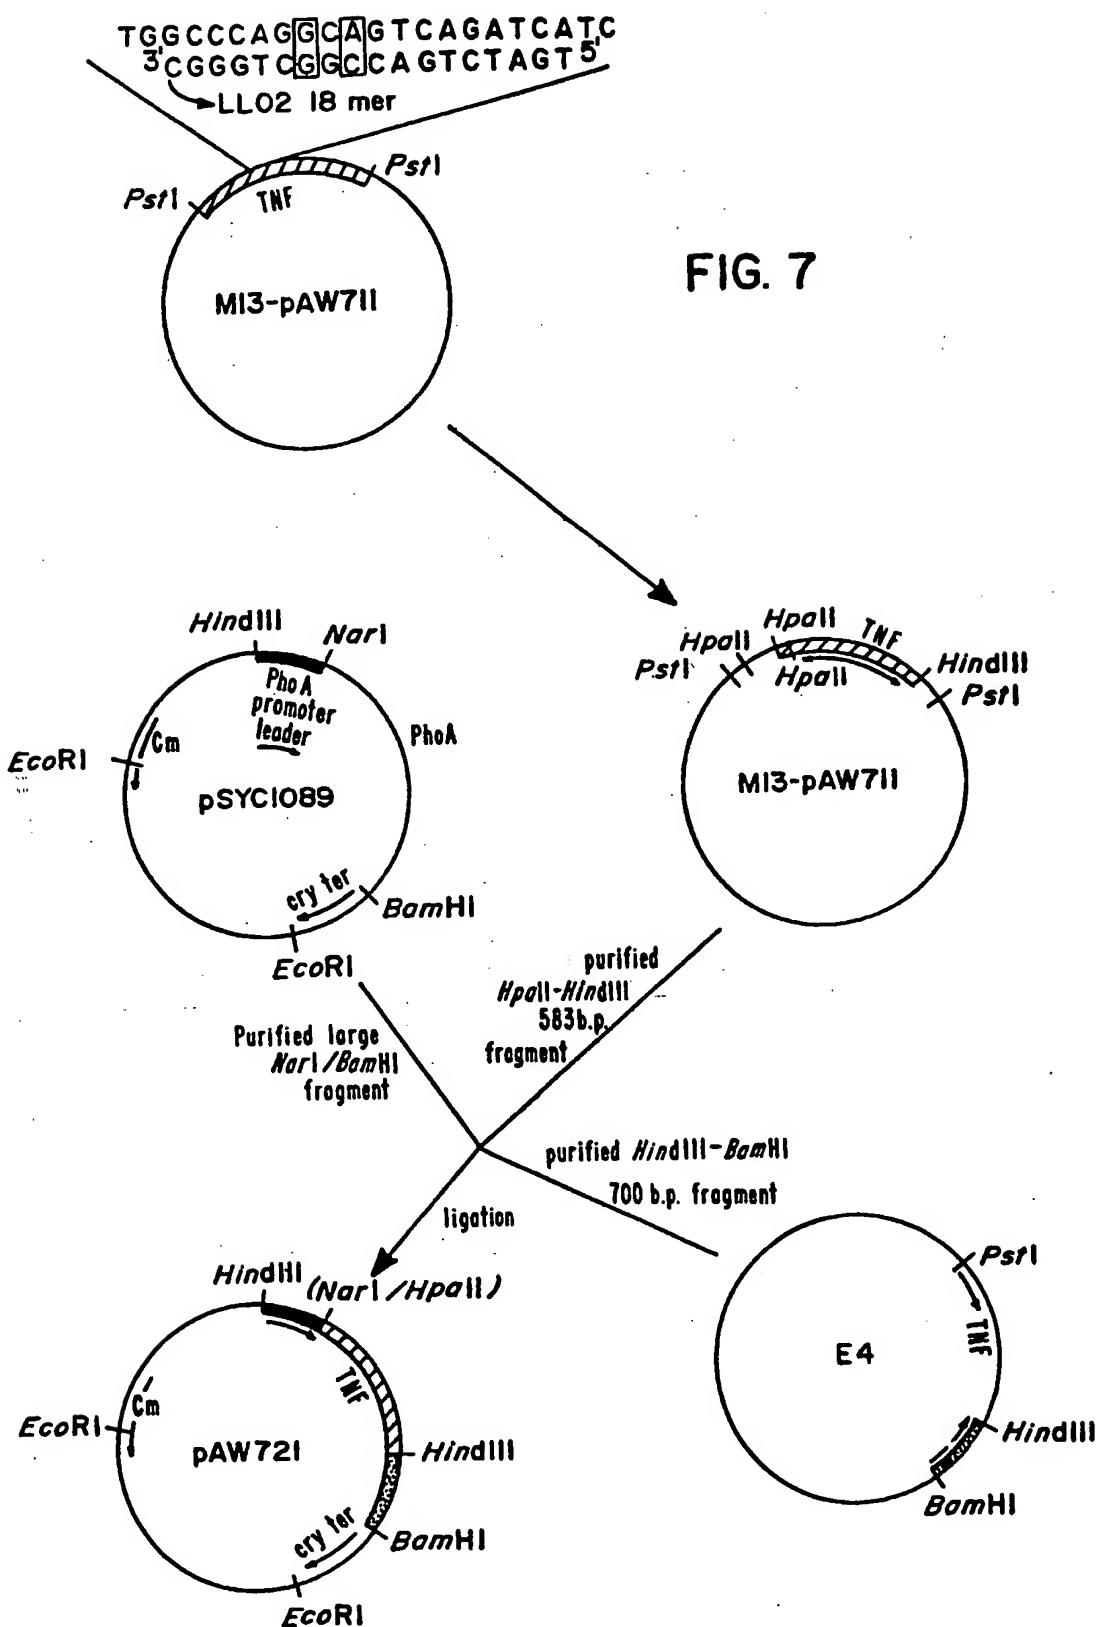 TGGCCCAGGCAGTCAGATCATC
3'CGGGTCGGCCAGTCTAGT5'
LL02 18 mer
PstI
PstI
TNF
M13-pAW711
FIG. 7
HindIII
NarI
PhoA
promoter
leader
PhoA
Cm
EcoRI
pSYC1089
cry ter
BamHI
EcoRI
HpaII
HpaII
TNF
PstI
HpaII
HindIII
PstI
M13-pAW711
purified
HpaII-HindIII
583b.p.
fragment
Purified large
NarI/BamHI
fragment
purified HindIII-BamHI
700 b.p. fragment
ligation
HindIII
(NarI/HpaII)
TNF
Cm
EcoRI
pAW721
HindIII
cry ter
BamHI
EcoRI
PstI
TNF
E4
HindIII
BamHI